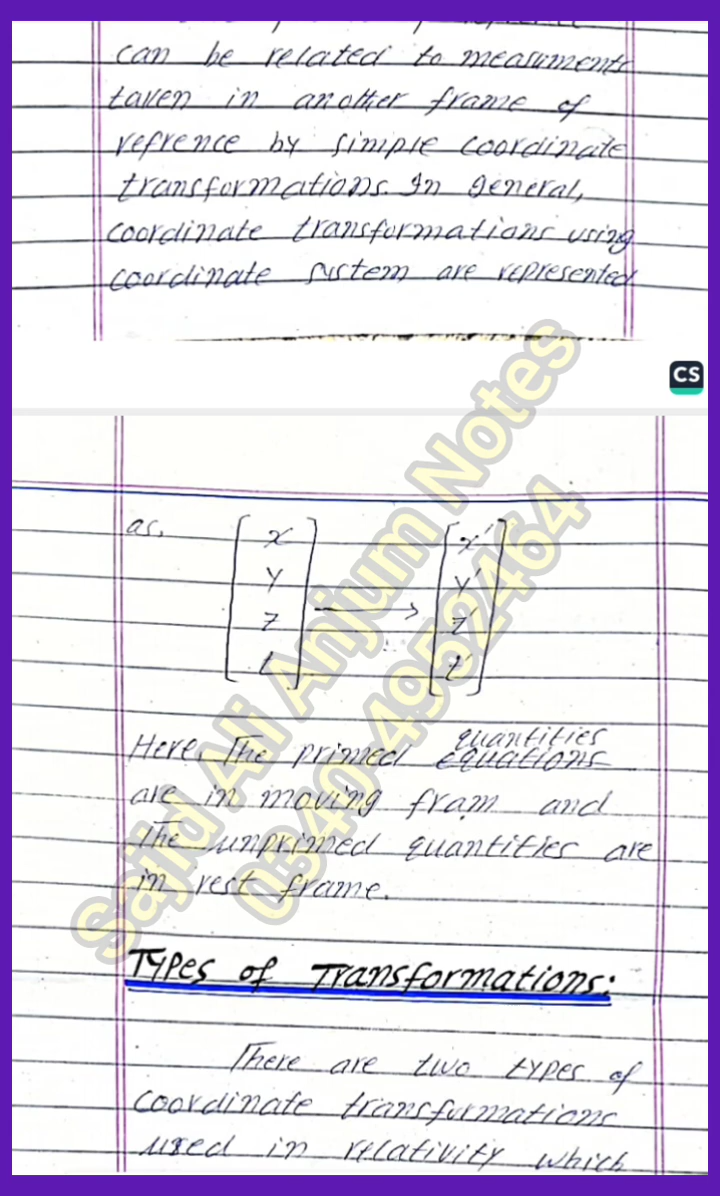 can be related to measuments
taken in another frame of
refrence by simple coordinate
transformations. In general,
coordinate transformations using
coordinate system are represented
CS
as,
x x'
y y'
z z'
t t'
Here, The primed quantities equations
are in moving fram and
The unprimed quantities are
in rest frame.
Types of Transformations:
There are two types of
coordinate transformations
used in relativity which
Sajid Ali Anjum Notes
0340-4952464